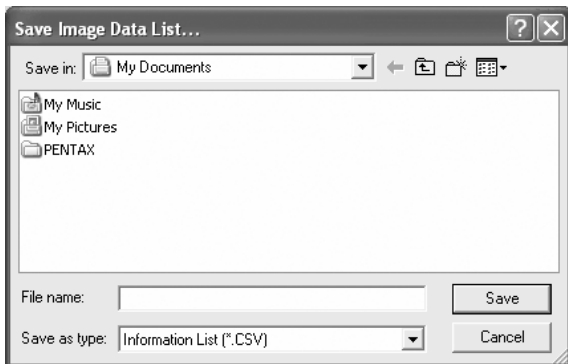 Save Image Data List...
Save in: My Documents
My Music
My Pictures
PENTAX
File name:
Save
Save as type: Information List (*.CSV)
Cancel